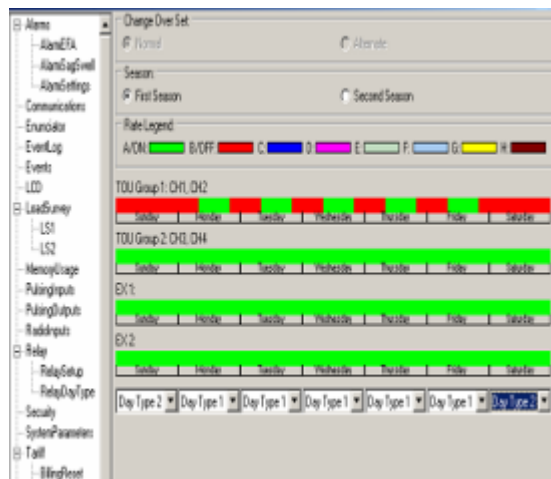 Alarms
AlarmEFA
AlarmSagSwell
AlarmSettings
Communications
Enunciator
EventLog
Events
LCD
LoadSurvey
LS1
LS2
MemoryUsage
PulsingInputs
PulsingOutputs
RadioInputs
Relay
RelaySetup
RelayDayType
Security
SystemParameters
Tariff
BillingReset
Change Over Set
Normal Alternate
Season
First Season Second Season
Rate Legend
A/ON: B/OFF C: D: E: F: G: H:
TOU Group 1: CH1, CH2
Sunday Monday Tuesday Wednesday Thursday Friday Saturday
TOU Group 2: CH3, CH4
Sunday Monday Tuesday Wednesday Thursday Friday Saturday
EX 1:
Sunday Monday Tuesday Wednesday Thursday Friday Saturday
EX 2:
Sunday Monday Tuesday Wednesday Thursday Friday Saturday
Day Type 2 Day Type 1 Day Type 1 Day Type 1 Day Type 1 Day Type 1 Day Type 2